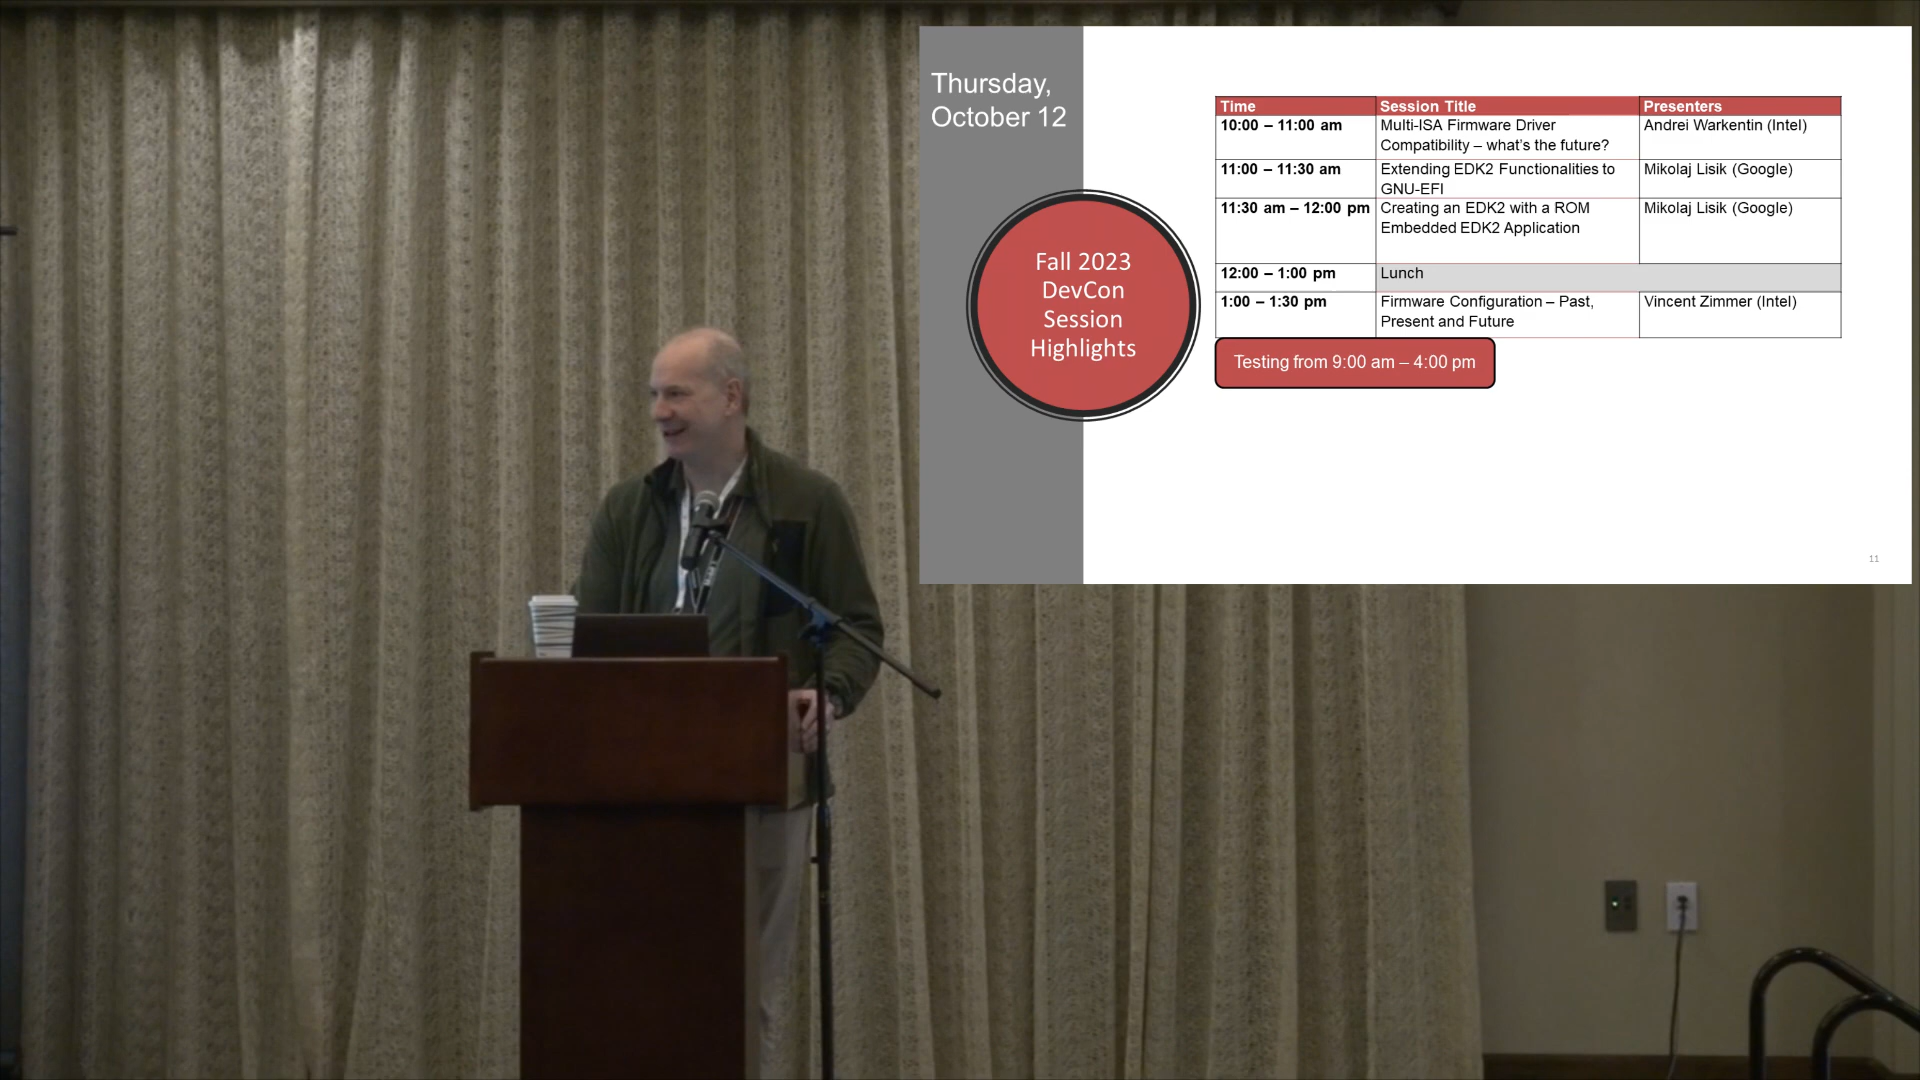 Thursday,
October 12
Fall 2023
DevCon
Session
Highlights
Time Session Title Presenters
10:00 – 11:00 am Multi-ISA Firmware Driver Andrei Warkentin (Intel)
Compatibility – what's the future?
11:00 – 11:30 am Extending EDK2 Functionalities to Mikolaj Lisik (Google)
GNU-EFI
11:30 am – 12:00 pm Creating an EDK2 with a ROM Mikolaj Lisik (Google)
Embedded EDK2 Application
12:00 – 1:00 pm Lunch
1:00 – 1:30 pm Firmware Configuration – Past, Vincent Zimmer (Intel)
Present and Future
Testing from 9:00 am – 4:00 pm
11